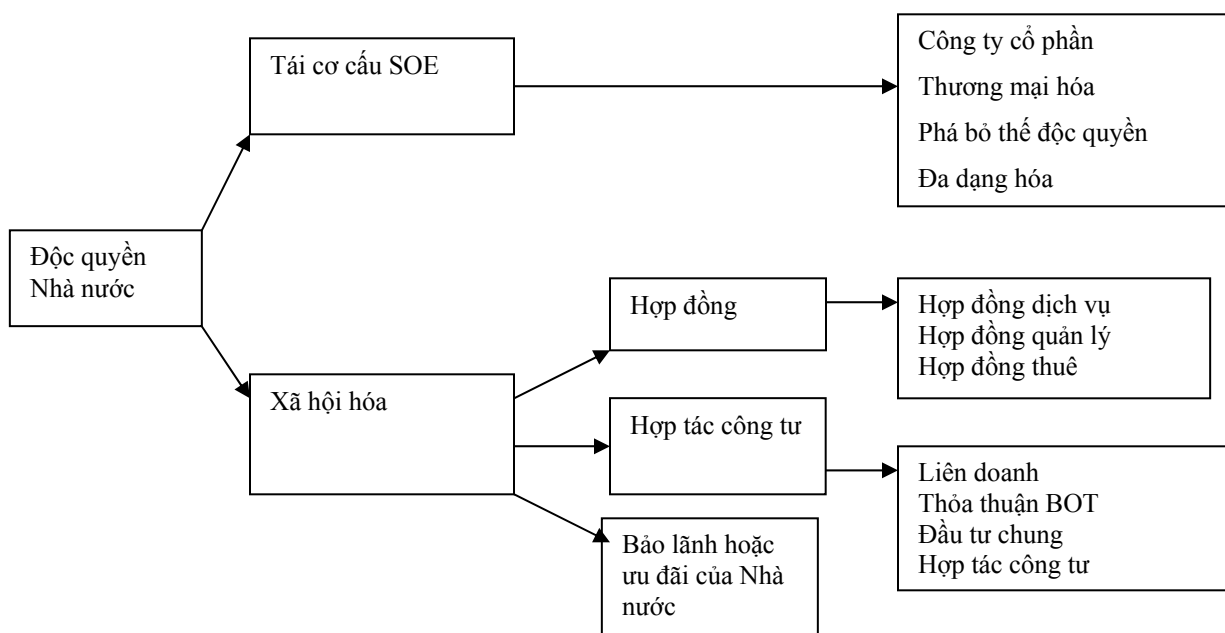 Tái cơ cấu SOE
Công ty cổ phần
Thương mại hóa
Phá bỏ thế độc quyền
Đa dạng hóa
Độc quyền
Nhà nước
Xã hội hóa
Hợp đồng
Hợp đồng dịch vụ
Hợp đồng quản lý
Hợp đồng thuê
Hợp tác công tư
Liên doanh
Thỏa thuận BOT
Đầu tư chung
Hợp tác công tư
Bảo lãnh hoặc
ưu đãi của Nhà
nước